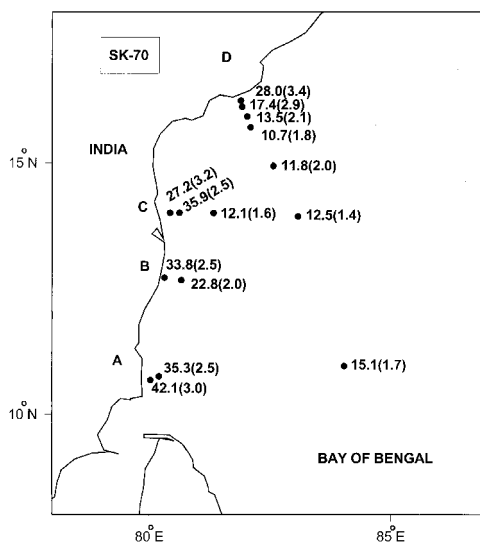 SK-70
D
28.0(3.4)
17.4(2.9)
13.5(2.1)
10.7(1.8)
INDIA
15°N
11.8(2.0)
27.2(3.2)
35.9(2.5)
C
12.1(1.6)
12.5(1.4)
B
33.8(2.5)
22.8(2.0)
A
35.3(2.5)
42.1(3.0)
15.1(1.7)
10°N
BAY OF BENGAL
80°E
85°E